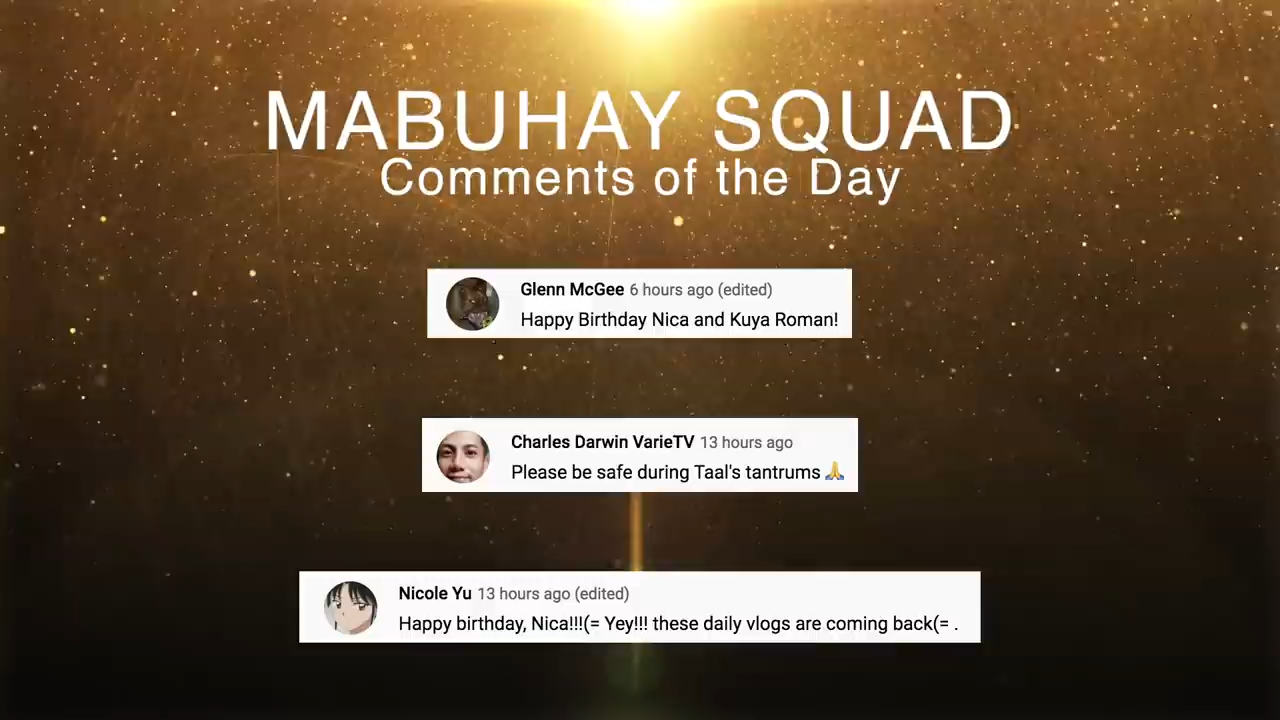 MABUHAY SQUAD
Comments of the Day
Glenn McGee 6 hours ago (edited)
Happy Birthday Nica and Kuya Roman!
Charles Darwin VarieTV 13 hours ago
Please be safe during Taal's tantrums 🙏
Nicole Yu 13 hours ago (edited)
Happy birthday, Nica!!!(= Yey!!! these daily vlogs are coming back(= .